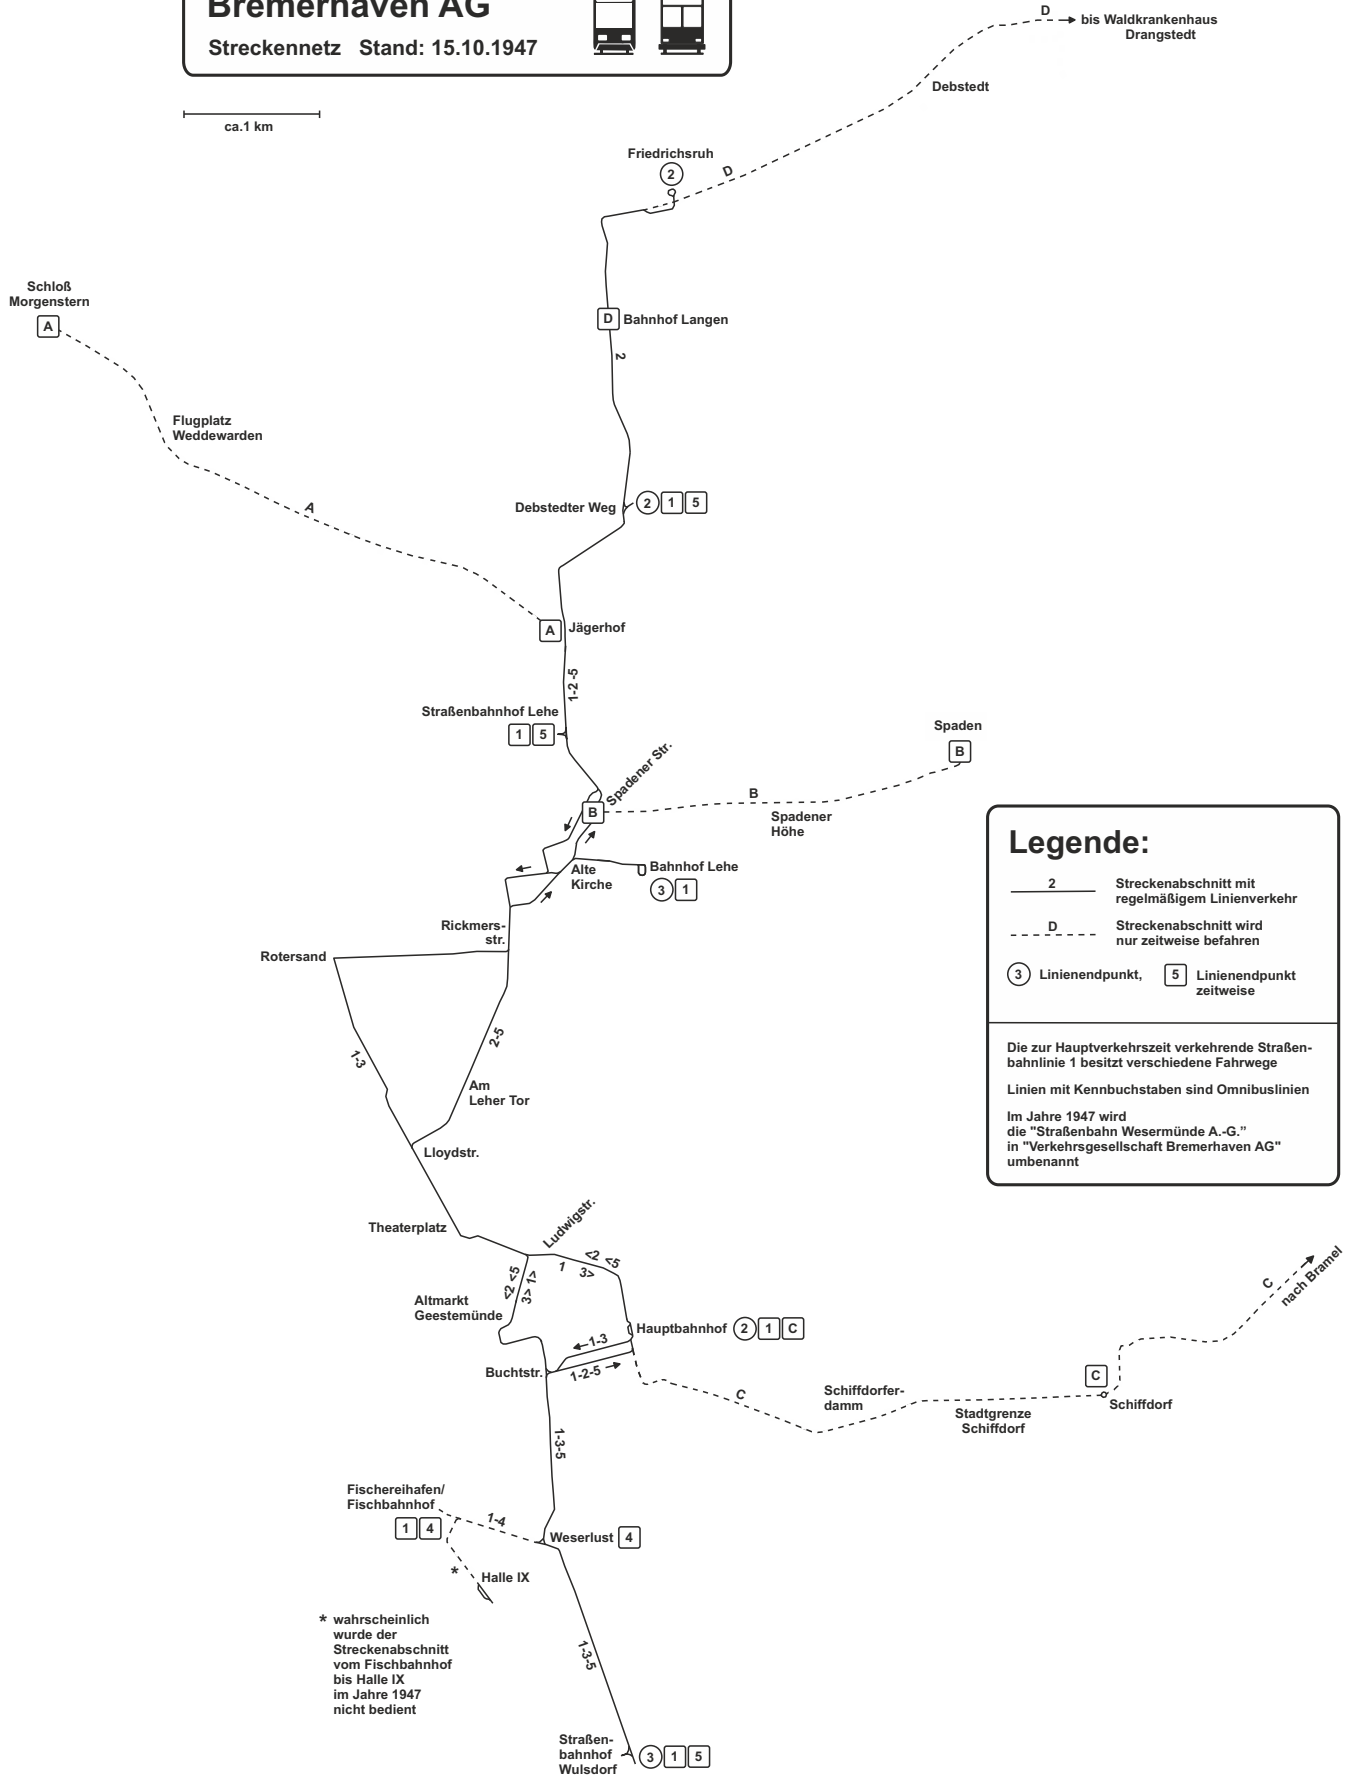 Bremerhaven AG
Streckennetz Stand: 15.10.1947
ca.1 km
D
bis Waldkrankenhaus
Drangstedt
Debstedt
Friedrichsruh
2
D
Schloß
Morgenstern
A
D
Bahnhof Langen
2
Flugplatz
Weddewarden
A
Debstedter Weg
2 1 5
A
Jägerhof
1-2-5
Straßenbahnhof Lehe
1 5
Spadener Str.
Spaden
B
B
B
Spadener
Höhe
Alte
Kirche
Bahnhof Lehe
3 1
Rickmers-
str.
Rotersand
1-3
2-5
Am
Leher Tor
Lloydstr.
Theaterplatz
Ludwigstr.
<2 <5
1 3>
<2 <5
3> 1>
Altmarkt
Geestemünde
Hauptbahnhof
2 1 C
1-3
Buchtstr.
1-2-5
C
Schiffdorfer-
damm
Stadtgrenze
Schiffdorf
C
Schiffdorf
C
nach Bramel
1-3-5
Fischereihafen/
Fischbahnhof
1 4
1-4
Weserlust
4
*
Halle IX
* wahrscheinlich
wurde der
Streckenabschnitt
vom Fischbahnhof
bis Halle IX
im Jahre 1947
nicht bedient
1-3-5
Straßen-
bahnhof
Wulsdorf
3 1 5
Legende:
2
Streckenabschnitt mit
regelmäßigem Linienverkehr
D
Streckenabschnitt wird
nur zeitweise befahren
3
Linienendpunkt,
5
Linienendpunkt
zeitweise
Die zur Hauptverkehrszeit verkehrende Straßen-
bahnlinie 1 besitzt verschiedene Fahrwege
Linien mit Kennbuchstaben sind Omnibuslinien
Im Jahre 1947 wird
die "Straßenbahn Wesermünde A.-G.”
in "Verkehrsgesellschaft Bremerhaven AG"
umbenannt